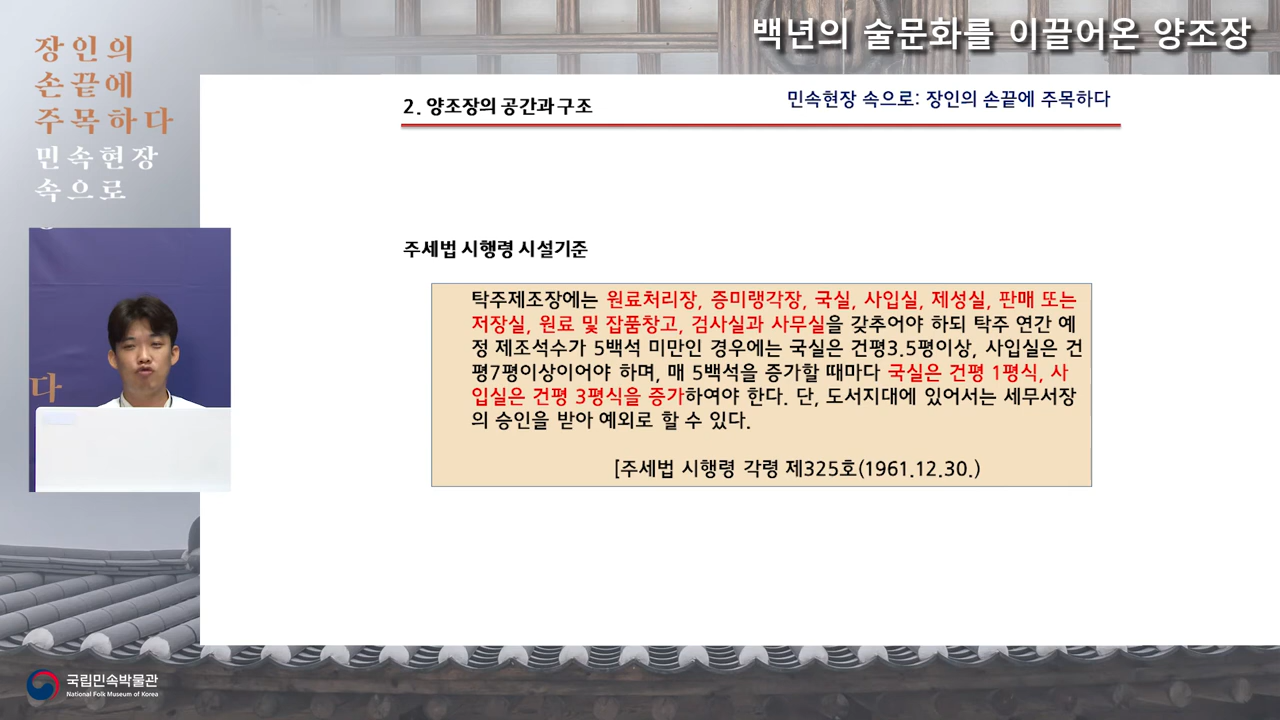 백년의 술문화를 이끌어온 양조장
장인의
손끝에
주목하다
민속현장
속으로
2. 양조장의 공간과 구조
민속현장 속으로: 장인의 손끝에 주목하다
주세법 시행령 시설기준
탁주제조장에는 원료처리장, 증미랭각장, 국실, 사입실, 제성실, 판매 또는
저장실, 원료 및 잡품창고, 검사실과 사무실을 갖추어야 하되 탁주 연간 예
정 제조석수가 5백석 미만인 경우에는 국실은 건평3.5평이상, 사입실은 건
평7평이상이어야 하며, 매 5백석을 증가할 때마다 국실은 건평 1평식, 사
입실은 건평 3평식을 증가하여야 한다. 단, 도서지대에 있어서는 세무서장
의 승인을 받아 예외로 할 수 있다.
[주세법 시행령 각령 제325호(1961.12.30.)
다
국립민속박물관
National Folk Museum of Korea